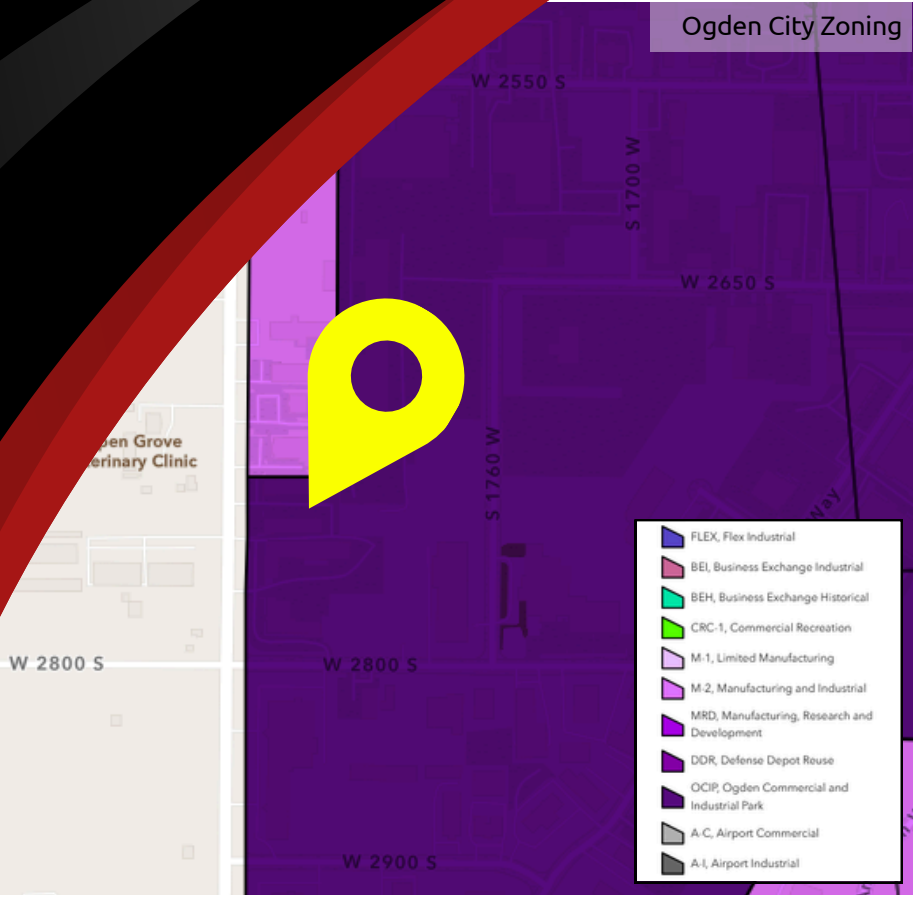 Ogden City Zoning
W 2550 S
S 1700 W
W 2650 S
Grove
Clinic
S 1760 W
Way
FLEX, Flex Industrial
BEI, Business Exchange Industrial
BEH, Business Exchange Historical
CRC-1, Commercial Recreation
M-1, Limited Manufacturing
M-2, Manufacturing and Industrial
MRD, Manufacturing, Research and
Development
DDR, Defense Depot Reuse
OCIP, Ogden Commercial and
Industrial Park
A-C, Airport Commercial
A-I, Airport Industrial
W 2800 S
W 2800 S
W 2900 S